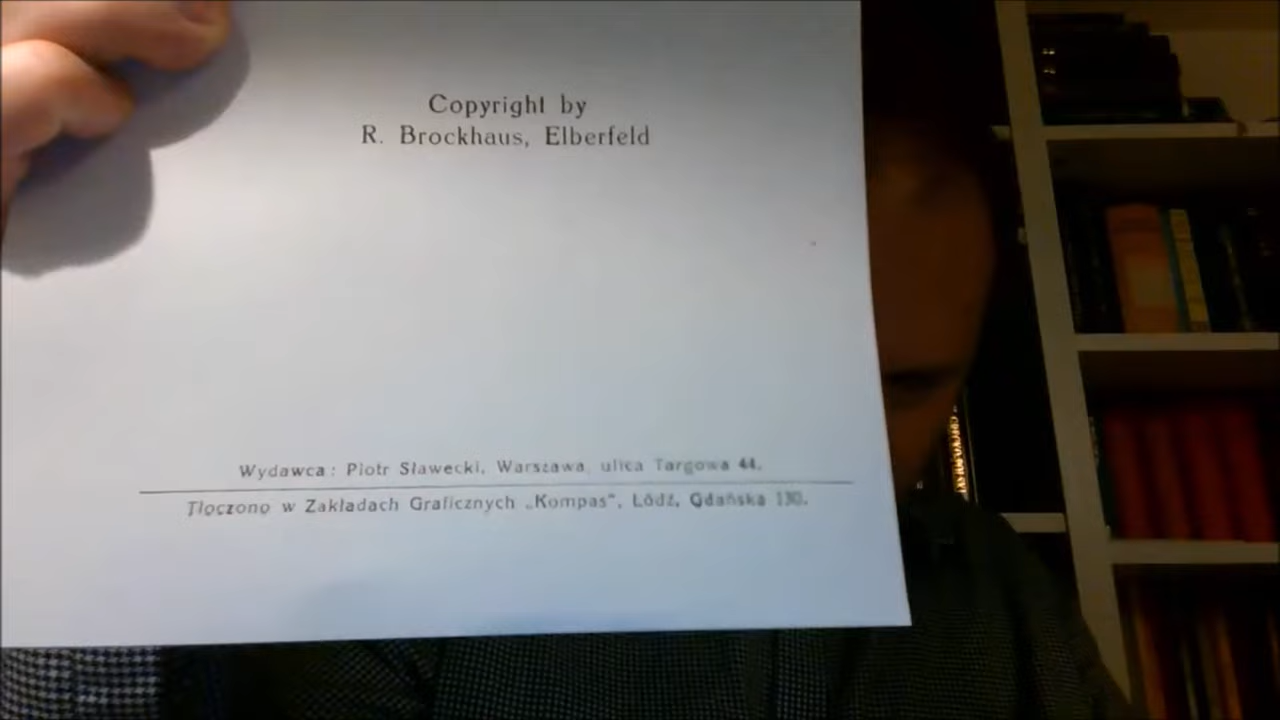 Copyright by
R. Brockhaus, Elberfeld
Wydawca: Piotr Sławecki, Warszawa, ulica Targowa 44.
Tłoczono w Zakładach Graficznych „Kompas“, Łódź, Gdańska 130.